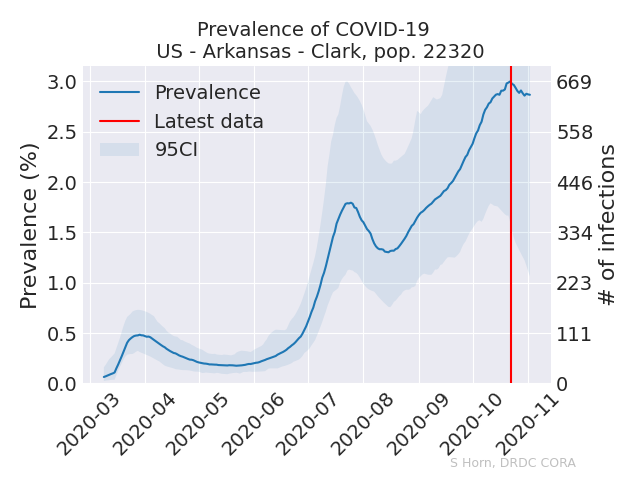 Prevalence of COVID-19
US - Arkansas - Clark, pop. 22320
Prevalence
Latest data
95CI
Prevalence (%)
3.0
2.5
2.0
1.5
1.0
0.5
0.0
669
558
446
334
223
111
0
# of infections
2020-03
2020-04
2020-05
2020-06
2020-07
2020-08
2020-09
2020-10
2020-11
S Horn, DRDC CORA